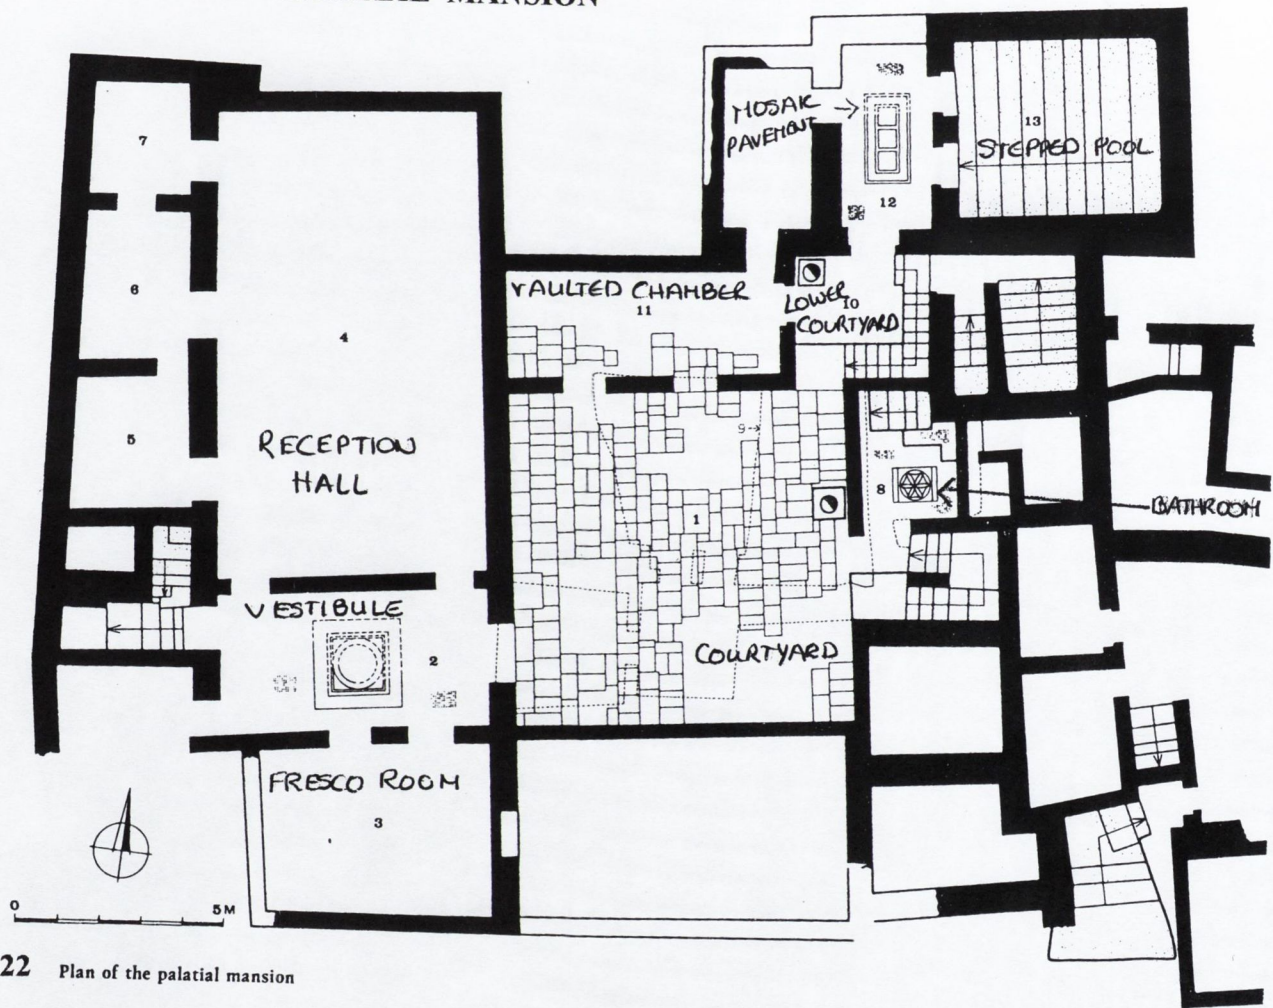 MANSION
7
MOSAIC
PAVEMENT
13
STEPPED POOL
12
6
VAULTED CHAMBER
11
LOWER
10
COURTYARD
4
5
RECEPTION
HALL
9
1
8
BATHROOM
VESTIBULE
2
COURTYARD
FRESCO ROOM
3
0 5M
22 Plan of the palatial mansion